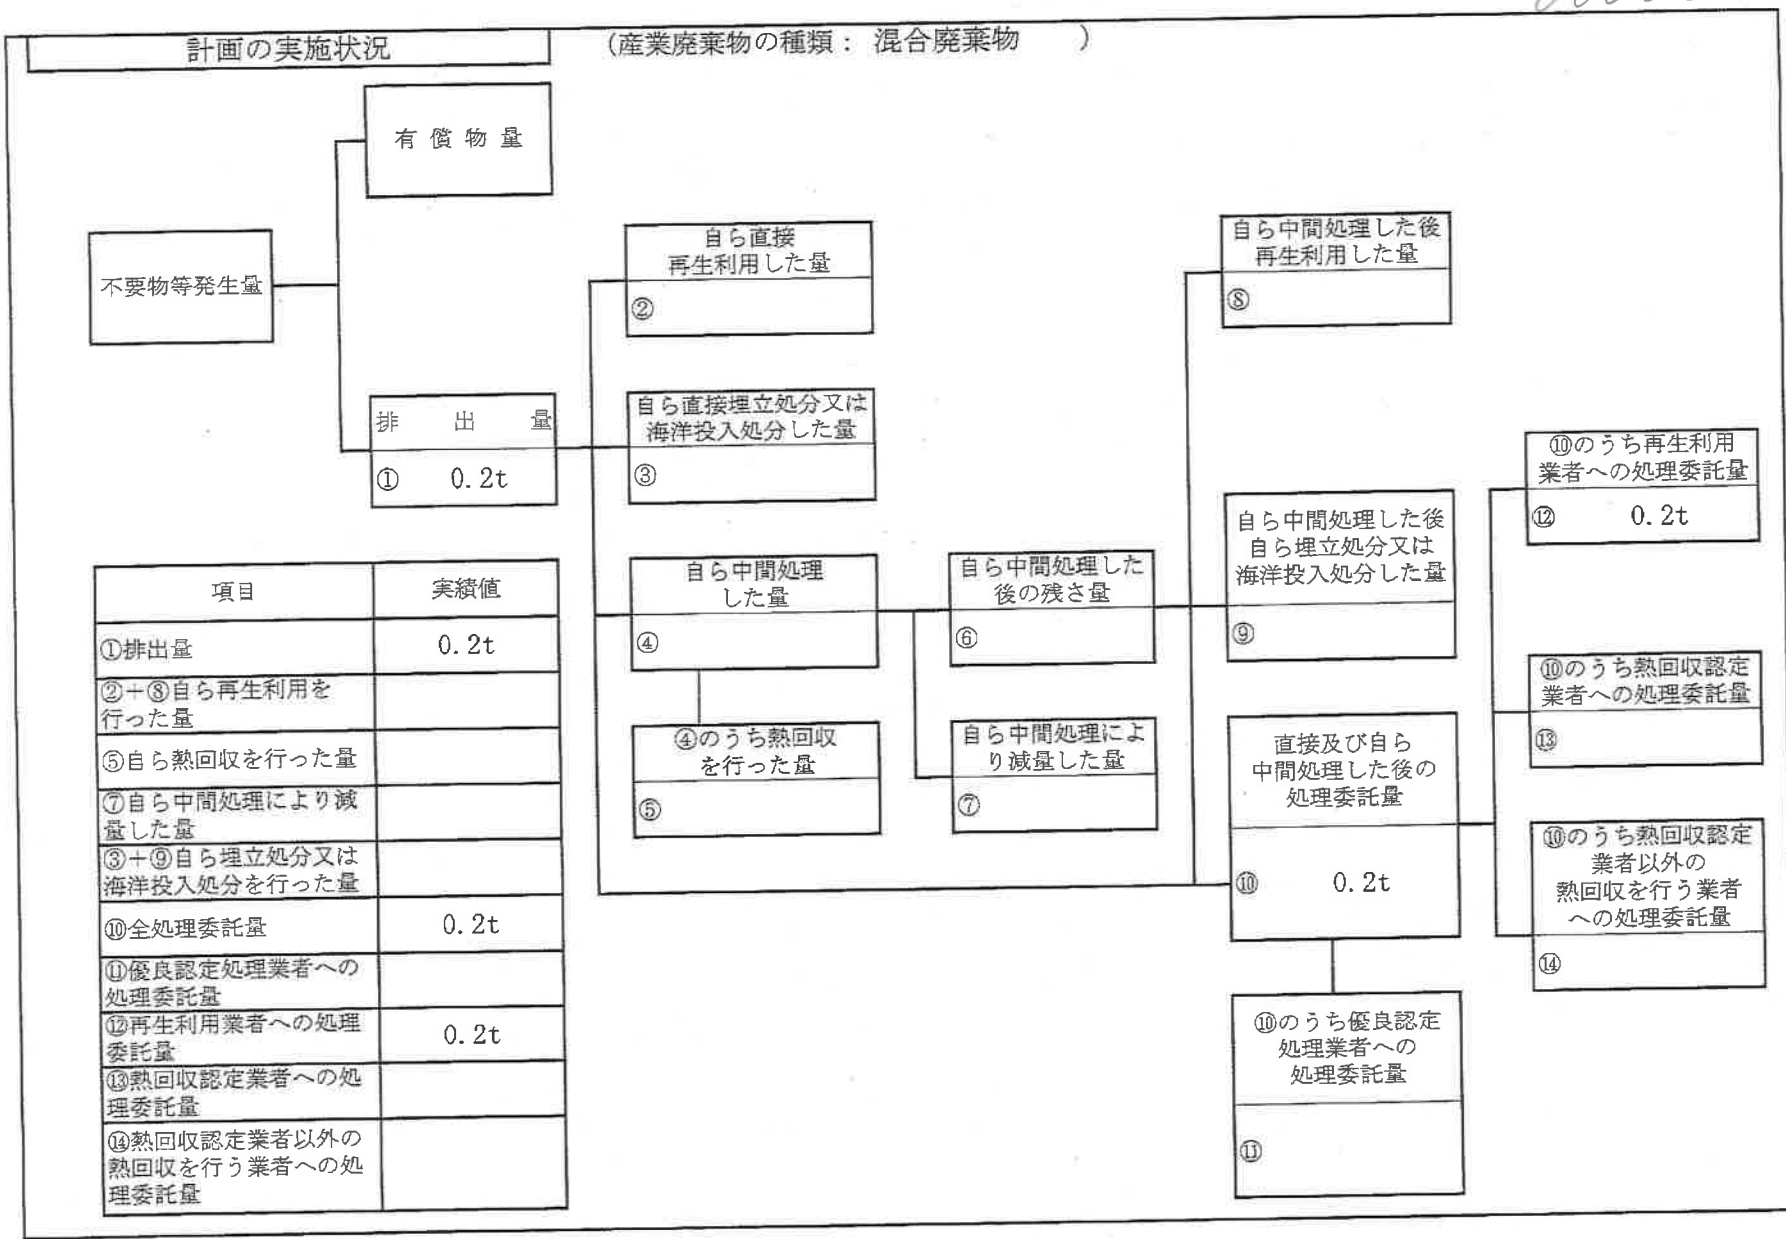 計画の実施状況
(産業廃棄物の種類: 混合廃棄物 )
有償物量
不要物等発生量
排出量
① 0.2t
自ら直接
再生利用した量
②
自ら直接埋立処分又は
海洋投入処分した量
③
自ら中間処理
した量
④
④のうち熱回収
を行った量
⑤
自ら中間処理した
後の残さ量
⑥
自ら中間処理によ
り減量した量
⑦
自ら中間処理した後
再生利用した量
⑧
自ら中間処理した後
自ら埋立処分又は
海洋投入処分した量
⑨
直接及び自ら
中間処理した後の
処理委託量
⑩ 0.2t
⑩のうち優良認定
処理業者への
処理委託量
⑪
⑩のうち再生利用
業者への処理委託量
⑫ 0.2t
⑩のうち熱回収認定
業者への処理委託量
⑬
⑩のうち熱回収認定
業者以外の
熱回収を行う業者
への処理委託量
⑭
項目 実績値
①排出量 0.2t
②+⑧自ら再生利用を
行った量
⑤自ら熱回収を行った量
⑦自ら中間処理により減
量した量
③+⑨自ら埋立処分又は
海洋投入処分を行った量
⑩全処理委託量 0.2t
⑪優良認定処理業者への
処理委託量
⑫再生利用業者への処理
委託量 0.2t
⑬熱回収認定業者への処
理委託量
⑭熱回収認定業者以外の
熱回収を行う業者への処
理委託量